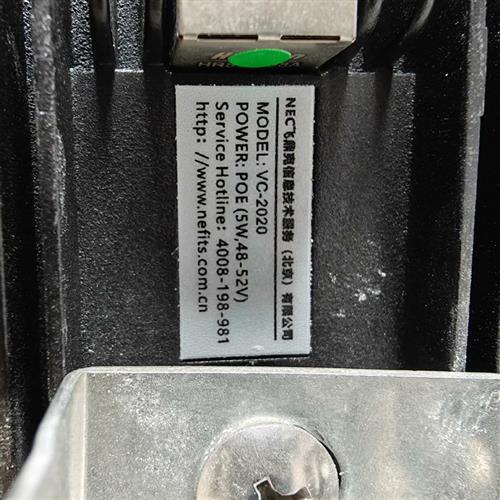 NEC飞鼎克信息技术服务（北京）有限公司
MODEL: VC-2020
POWER: POE (5W,48-52V)
Service Hotline: 4008-198-981
http: //www.nefits.com.cn